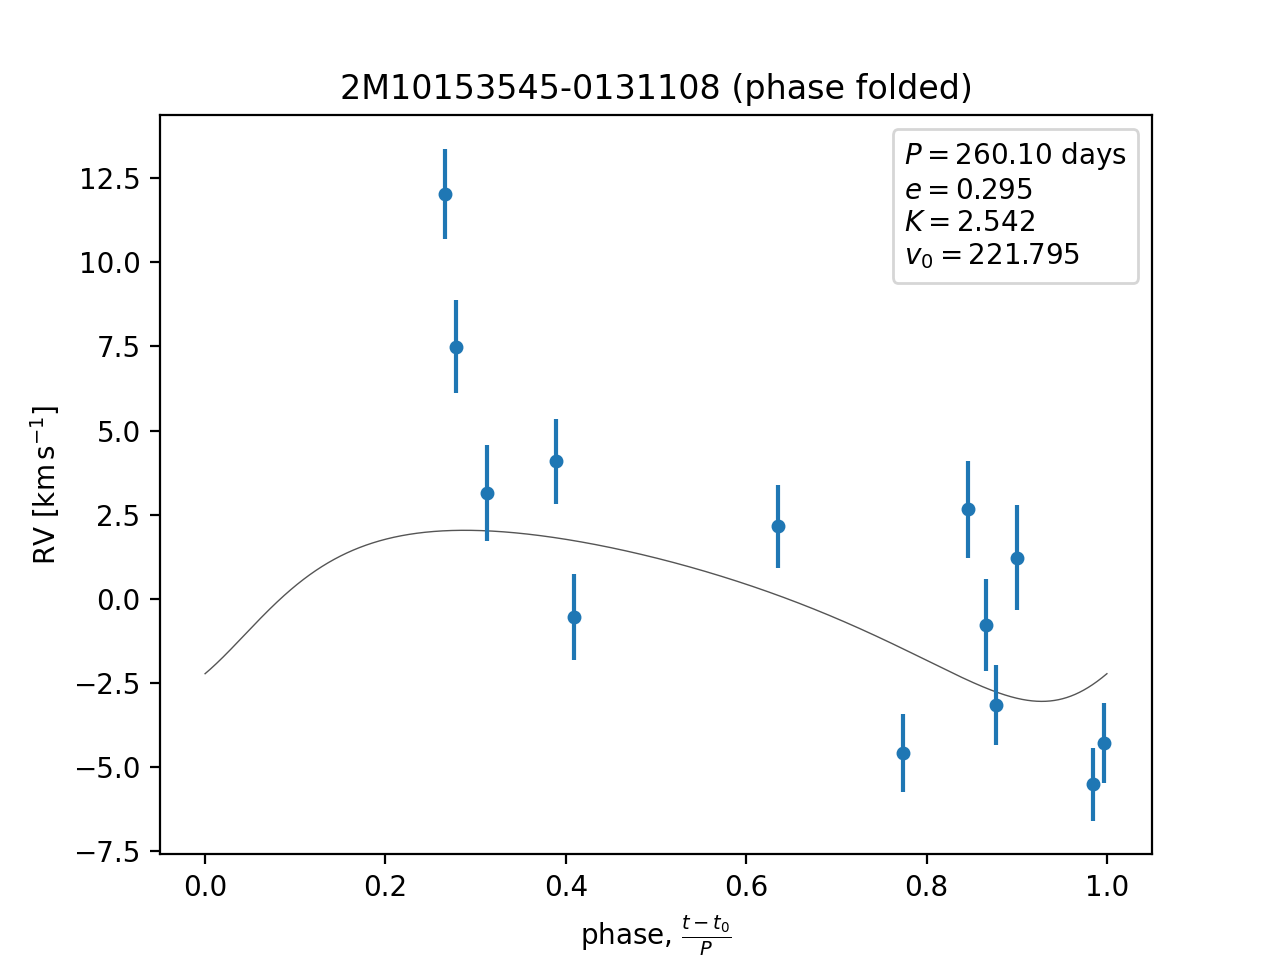 2M10153545-0131108 (phase folded)
P = 260.10 days
e = 0.295
K = 2.542
v₀ = 221.795
RV [km s⁻¹]
12.5
10.0
7.5
5.0
2.5
0.0
−2.5
−5.0
−7.5
0.0 0.2 0.4 0.6 0.8 1.0
phase, (t − t₀)/P